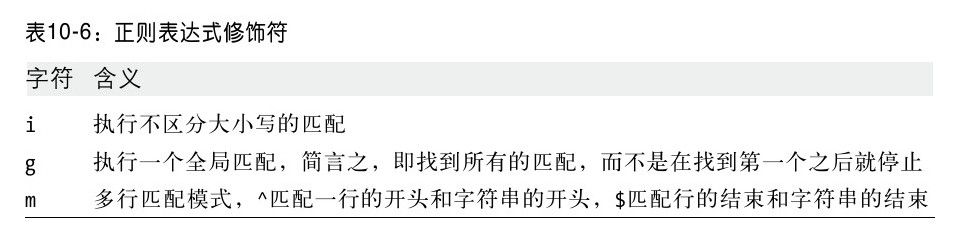 表10-6：正则表达式修饰符
字符 含义
i 执行不区分大小写的匹配
g 执行一个全局匹配，简言之，即找到所有的匹配，而不是在找到第一个之后就停止
m 多行匹配模式，^匹配一行的开头和字符串的开头，$匹配行的结束和字符串的结束